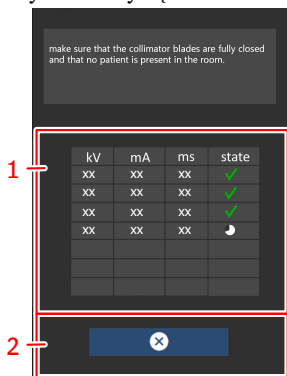 make sure that the collimator blades are fully closed
and that no patient is present in the room.
1
kV mA ms state
xx xx xx
xx xx xx
xx xx xx
xx xx xx
2